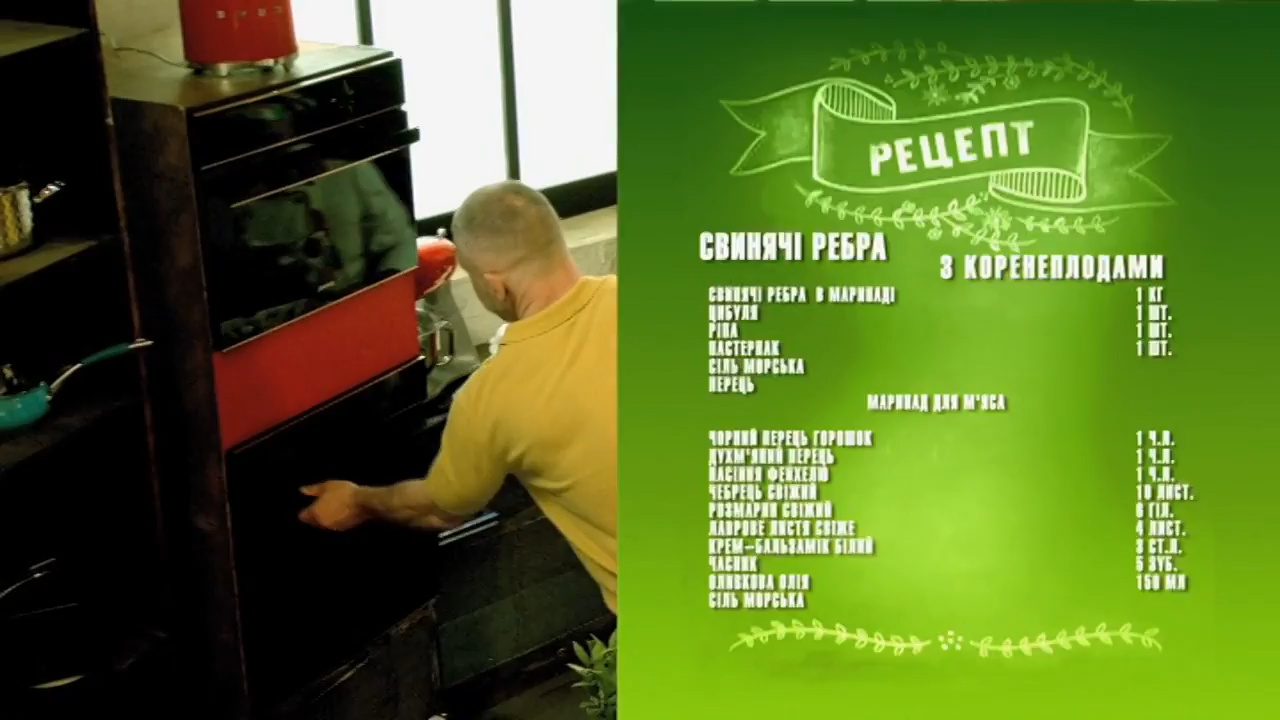 РЕЦЕПТ
СВИНЯЧІ РЕБРА
З КОРЕНЕПЛОДАМИ
СВИНЯЧІ РЕБРА В МАРИНАДІ 1 КГ
ЦИБУЛЯ 1 ШТ.
РІПА 1 ШТ.
ПАСТЕРНАК 1 ШТ.
СІЛЬ МОРСЬКА
ПЕРЕЦЬ
МАРИНАД ДЛЯ М'ЯСА
ЧОРНИЙ ПЕРЕЦЬ ГОРОШОК 1 Ч.Л.
ДУХМ'ЯНИЙ ПЕРЕЦЬ 1 Ч.Л.
НАСІННЯ ФЕНХЕЛЮ 1 Ч.Л.
ЧЕБРЕЦЬ СВІЖИЙ 10 ЛИСТ.
РОЗМАРИН СВІЖИЙ 6 ГІЛ.
ЛАВРОВЕ ЛИСТЯ СВІЖЕ 4 ЛИСТ.
КРЕМ-БАЛЬЗАМІК БІЛИЙ 3 СТ.Л.
ЧАСНИК 5 ЗУБ.
ОЛИВКОВА ОЛІЯ 150 МЛ
СІЛЬ МОРСЬКА